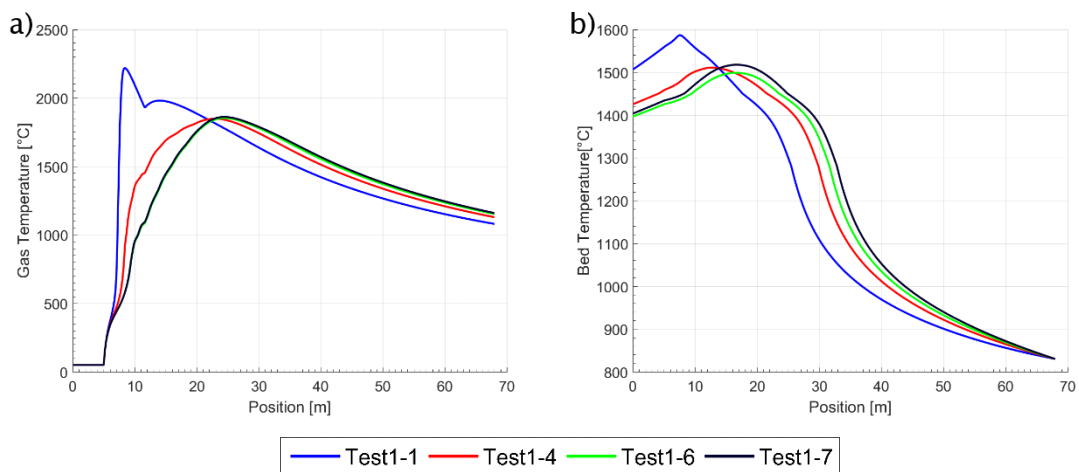 a)
Gas Temperature [°C]
2500
2000
1500
1000
500
0
0 10 20 30 40 50 60 70
Position [m]
b)
Bed Temperature[°C]
1600
1500
1400
1300
1200
1100
1000
900
800
0 10 20 30 40 50 60 70
Position [m]
Test1-1 Test1-4 Test1-6 Test1-7